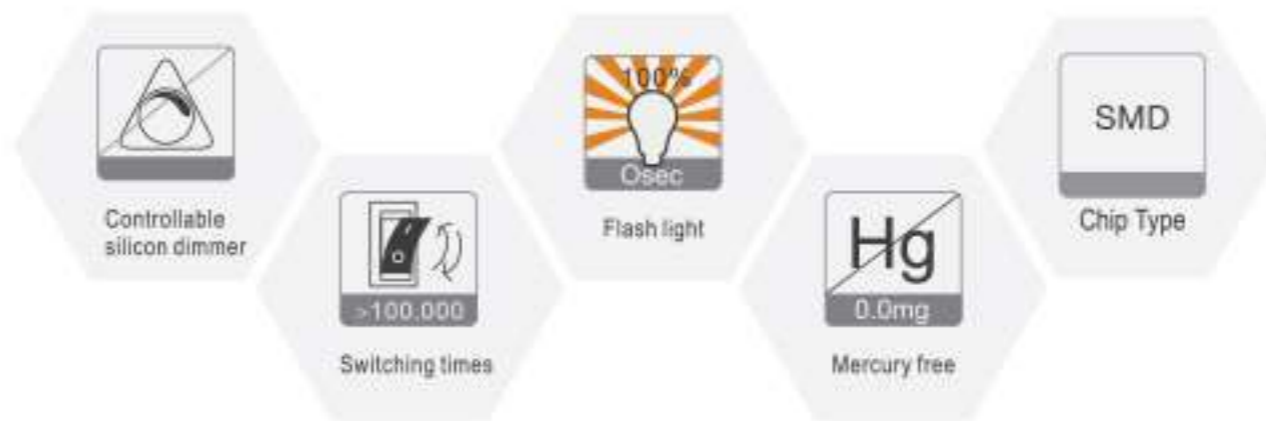 Controllable
silicon dimmer
>100.000
Switching times
100%
0sec
Flash light
Hg
0.0mg
Mercury free
SMD
Chip Type